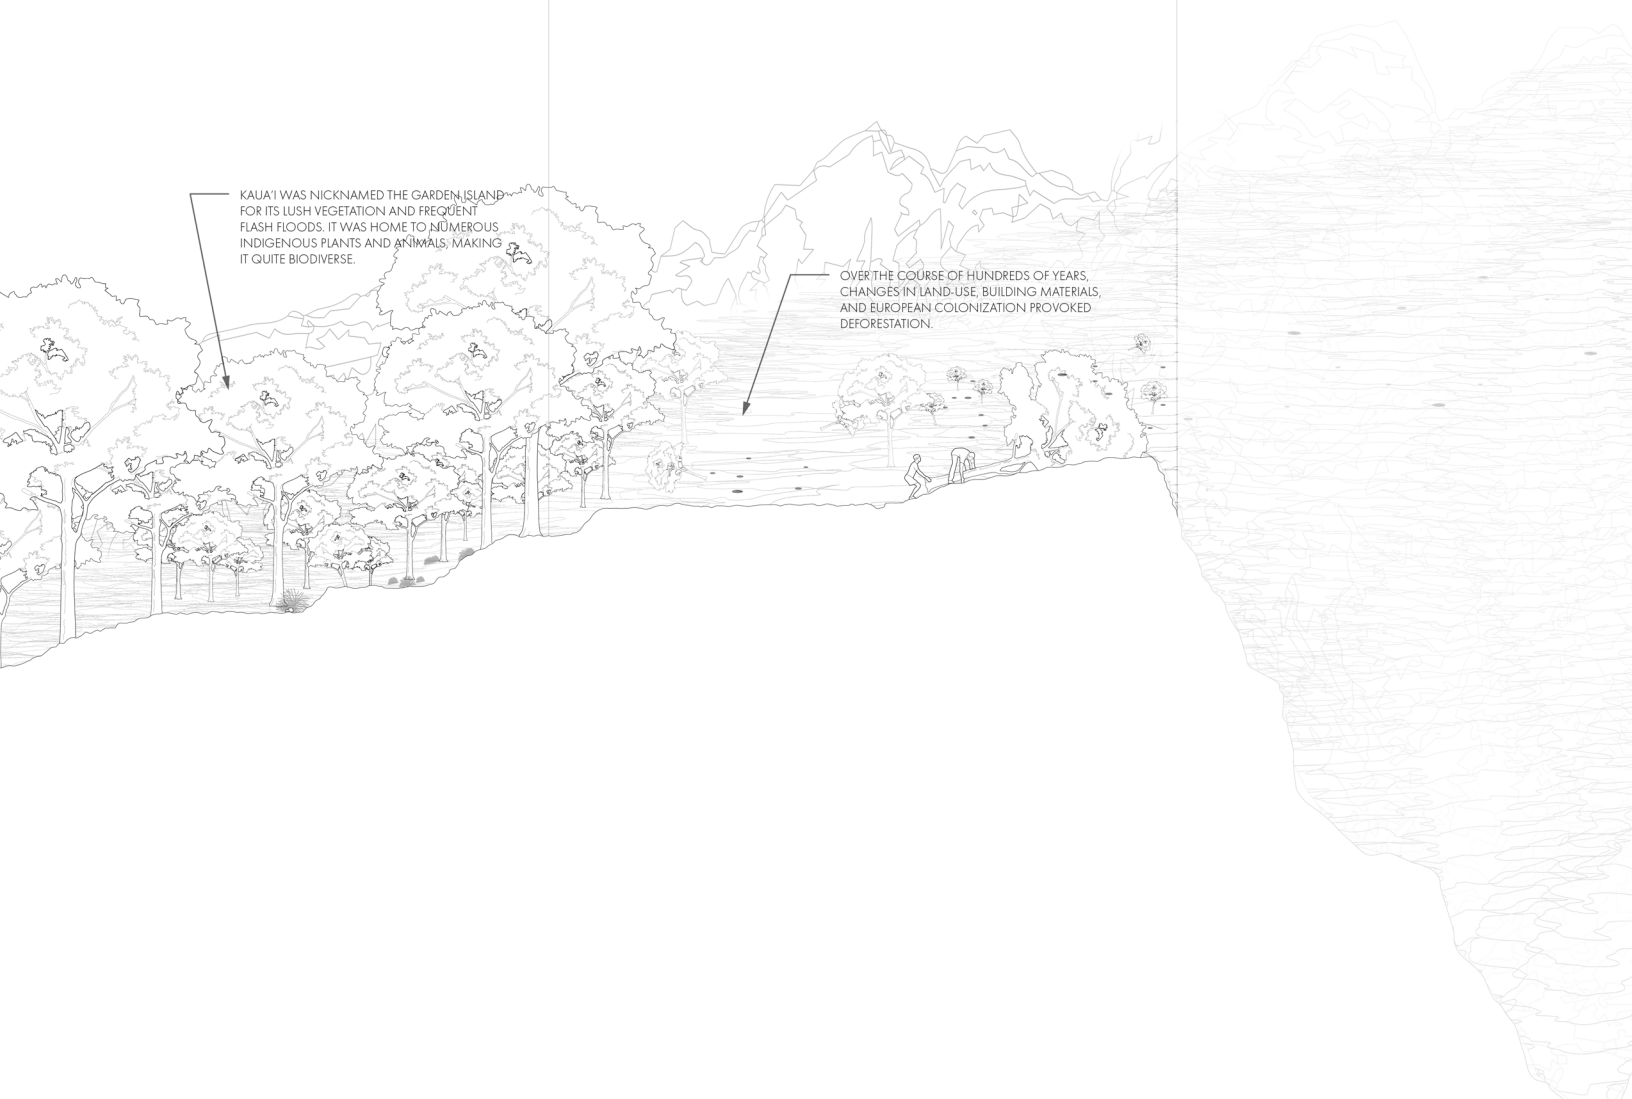 KAUA'I WAS NICKNAMED THE GARDEN ISLAND
FOR ITS LUSH VEGETATION AND FREQUENT
FLASH FLOODS. IT WAS HOME TO NUMEROUS
INDIGENOUS PLANTS AND ANIMALS, MAKING
IT QUITE BIODIVERSE.
OVER THE COURSE OF HUNDREDS OF YEARS,
CHANGES IN LAND-USE, BUILDING MATERIALS,
AND EUROPEAN COLONIZATION PROVOKED
DEFORESTATION.